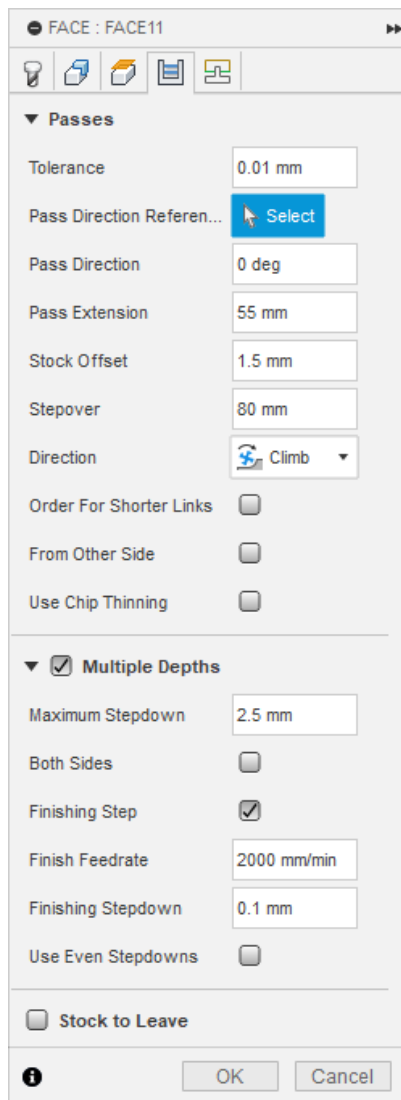 FACE : FACE11
Passes
Tolerance 0.01 mm
Pass Direction Referen... Select
Pass Direction 0 deg
Pass Extension 55 mm
Stock Offset 1.5 mm
Stepover 80 mm
Direction Climb
Order For Shorter Links
From Other Side
Use Chip Thinning
Multiple Depths
Maximum Stepdown 2.5 mm
Both Sides
Finishing Step
Finish Feedrate 2000 mm/min
Finishing Stepdown 0.1 mm
Use Even Stepdowns
Stock to Leave
OK Cancel